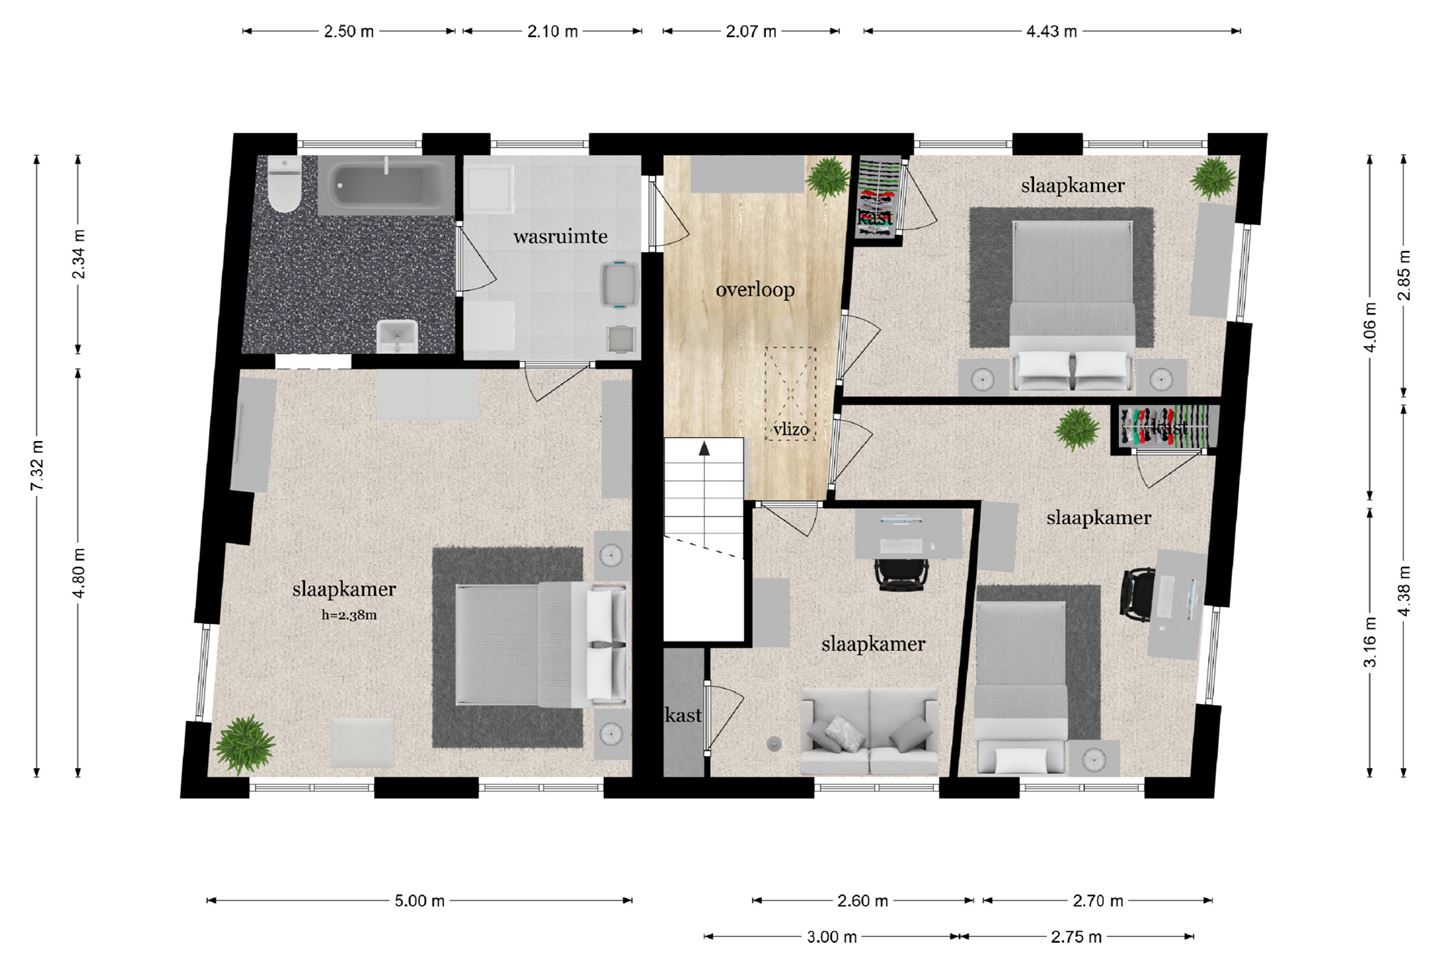 2.50 m
2.10 m
2.07 m
4.43 m
slaapkamer
kast
wasruimte
overloop
2.34 m
2.85 m
4.06 m
7.32 m
vlizo
kast
slaapkamer
4.80 m
slaapkamer
h=2.38m
4.38 m
3.16 m
slaapkamer
kast
5.00 m
2.60 m
2.70 m
3.00 m
2.75 m